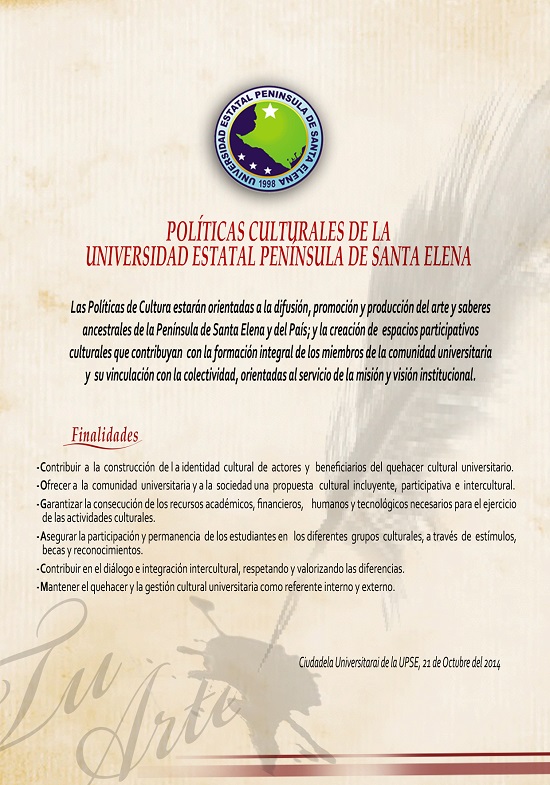 UNIVERSIDAD ESTATAL PENINSULA DE SANTA ELENA
1998
POLÍTICAS CULTURALES DE LA
UNIVERSIDAD ESTATAL PENÍNSULA DE SANTA ELENA
Las Políticas de Cultura estarán orientadas a la difusión, promoción y producción del arte y saberes
ancestrales de la Península de Santa Elena y del País; y la creación de espacios participativos
culturales que contribuyan con la formación integral de los miembros de la comunidad universitaria
y su vinculación con la colectividad, orientadas al servicio de la misión y visión institucional.
Finalidades
-Contribuir a la construcción de l a identidad cultural de actores y beneficiarios del quehacer cultural universitario.
-Ofrecer a la comunidad universitaria y a la sociedad una propuesta cultural incluyente, participativa e intercultural.
-Garantizar la consecución de los recursos académicos, financieros, humanos y tecnológicos necesarios para el ejercicio
de las actividades culturales.
-Asegurar la participación y permanencia de los estudiantes en los diferentes grupos culturales, a través de estímulos,
becas y reconocimientos.
-Contribuir en el diálogo e integración intercultural, respetando y valorizando las diferencias.
-Mantener el quehacer y la gestión cultural universitaria como referente interno y externo.
Ciudadela Universitarai de la UPSE, 21 de Octubre del 2014
Tu
Arte